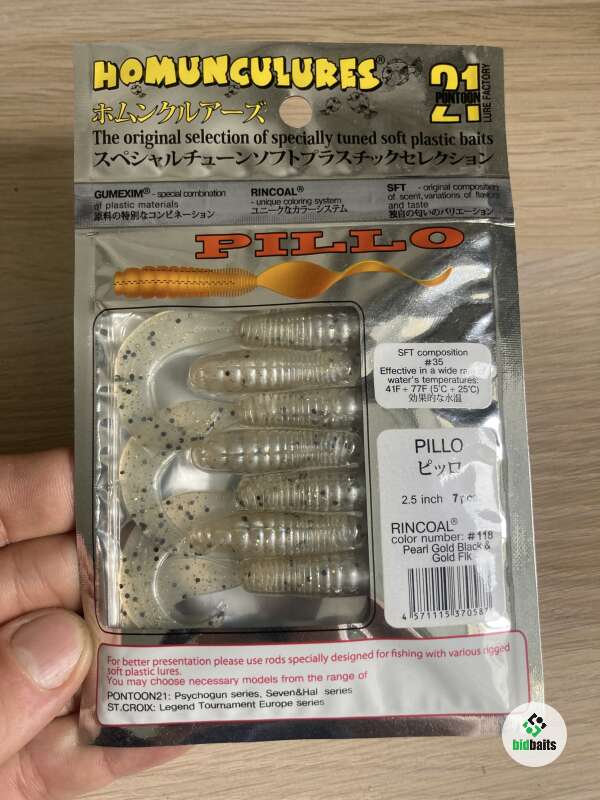 HOMUNCULURES®
21
PONTOON
LURE FACTORY
ホムンクルアーズ
The original selection of specially tuned soft plastic baits
スペシャルチューンソフトプラスチックセレクション
GUMEXIM® - special combination
of plastic materials
原料の特別なコンビネーション
RINCOAL®
- unique coloring system
ユニークなカラーシステム
SFT - original composition
of scent, variations of flavors
and taste
独自の匂いのバリエーション
PILLO
SFT composition
#35
Effective in a wide
water's temperatures:
41F ÷ 77F (5℃ ÷ 25℃)
効果的な水温
PILLO
ピッロ
2.5 inch 7
RINCOAL®
color number: #118
Pearl Gold Black &
Gold Flk
4 571115 37058
For better presentation please use rods specially designed for fishing with various rigged
soft plastic lures.
You may choose necessary models from the range of
PONTOON21: Psychogun series, Seven&Hal series
ST.CROIX: Legend Tournament Europe series
bidbaits